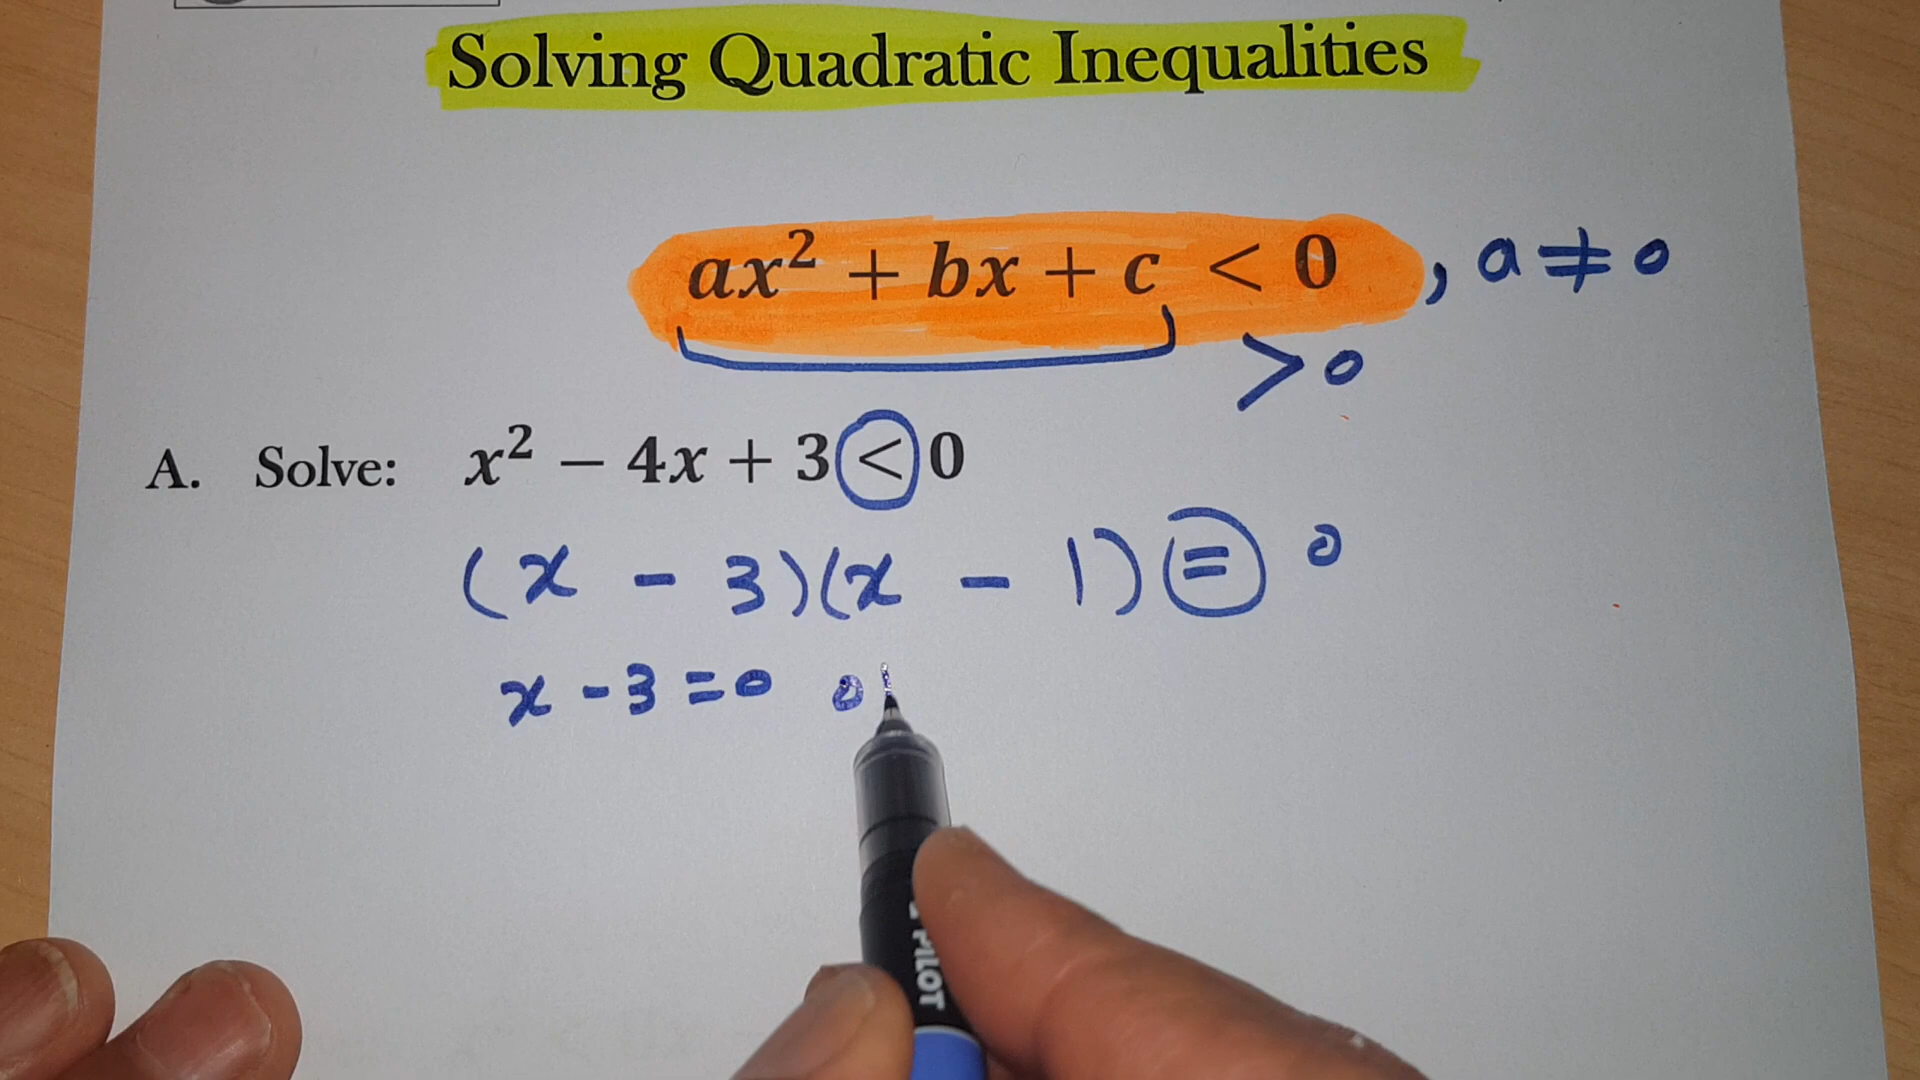 Solving Quadratic Inequalities
ax² + bx + c < 0 , a ≠ 0
> 0
A. Solve: x² − 4x + 3 < 0
(x - 3)(x - 1) = 0
x - 3 = 0 or
PILOT